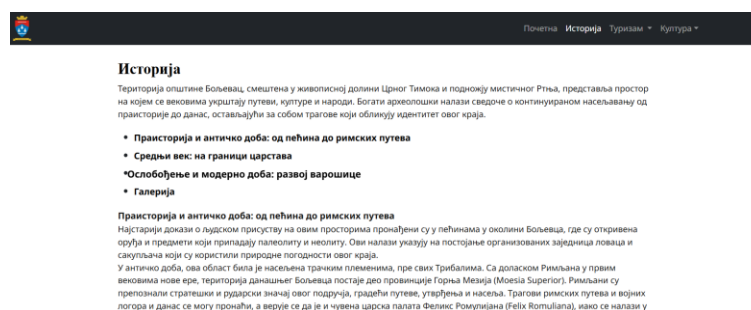 Почетна Историја Туризам Култура
Историја
Територија општине Бољевац, смештена у живописној долини Црног Тимока и подножју мистичног Ртња, представља простор
на којем се вековима укрштају путеви, културе и народи. Богати археолошки налази сведоче о континуираном насељавању од
праисторије до данас, остављајући за собом трагове који обликују идентитет овог краја.
• Праисторија и античко доба: од пећина до римских путева
• Средњи век: на граници царстава
*Ослобођење и модерно доба: развој варошице
• Галерија
Праисторија и античко доба: од пећина до римских путева
Најстарији докази о људском присуству на овим просторима пронађени су у пећинама у околини Бољевца, где су откривена
оруђа и предмети који припадају палеолиту и неолиту. Ови налази указују на постојање организованих заједница ловаца и
сакупљача који су користили природне погодности овог краја.
У античко доба, ова област била је насељена трачким племенима, пре свих Трибалима. Са доласком Римљана у првим
вековима нове ере, територија данашњег Бољевца постаје део провинције Горња Мезија (Moesia Superior). Римљани су
препознали стратешки и рударски значај овог подручја, градећи путеве, утврђења и насеља. Трагови римских путева и војних
логора и данас се могу пронаћи, а верује се да је и чувена царска палата Феликс Ромулијана (Felix Romuliana), иако се налази у